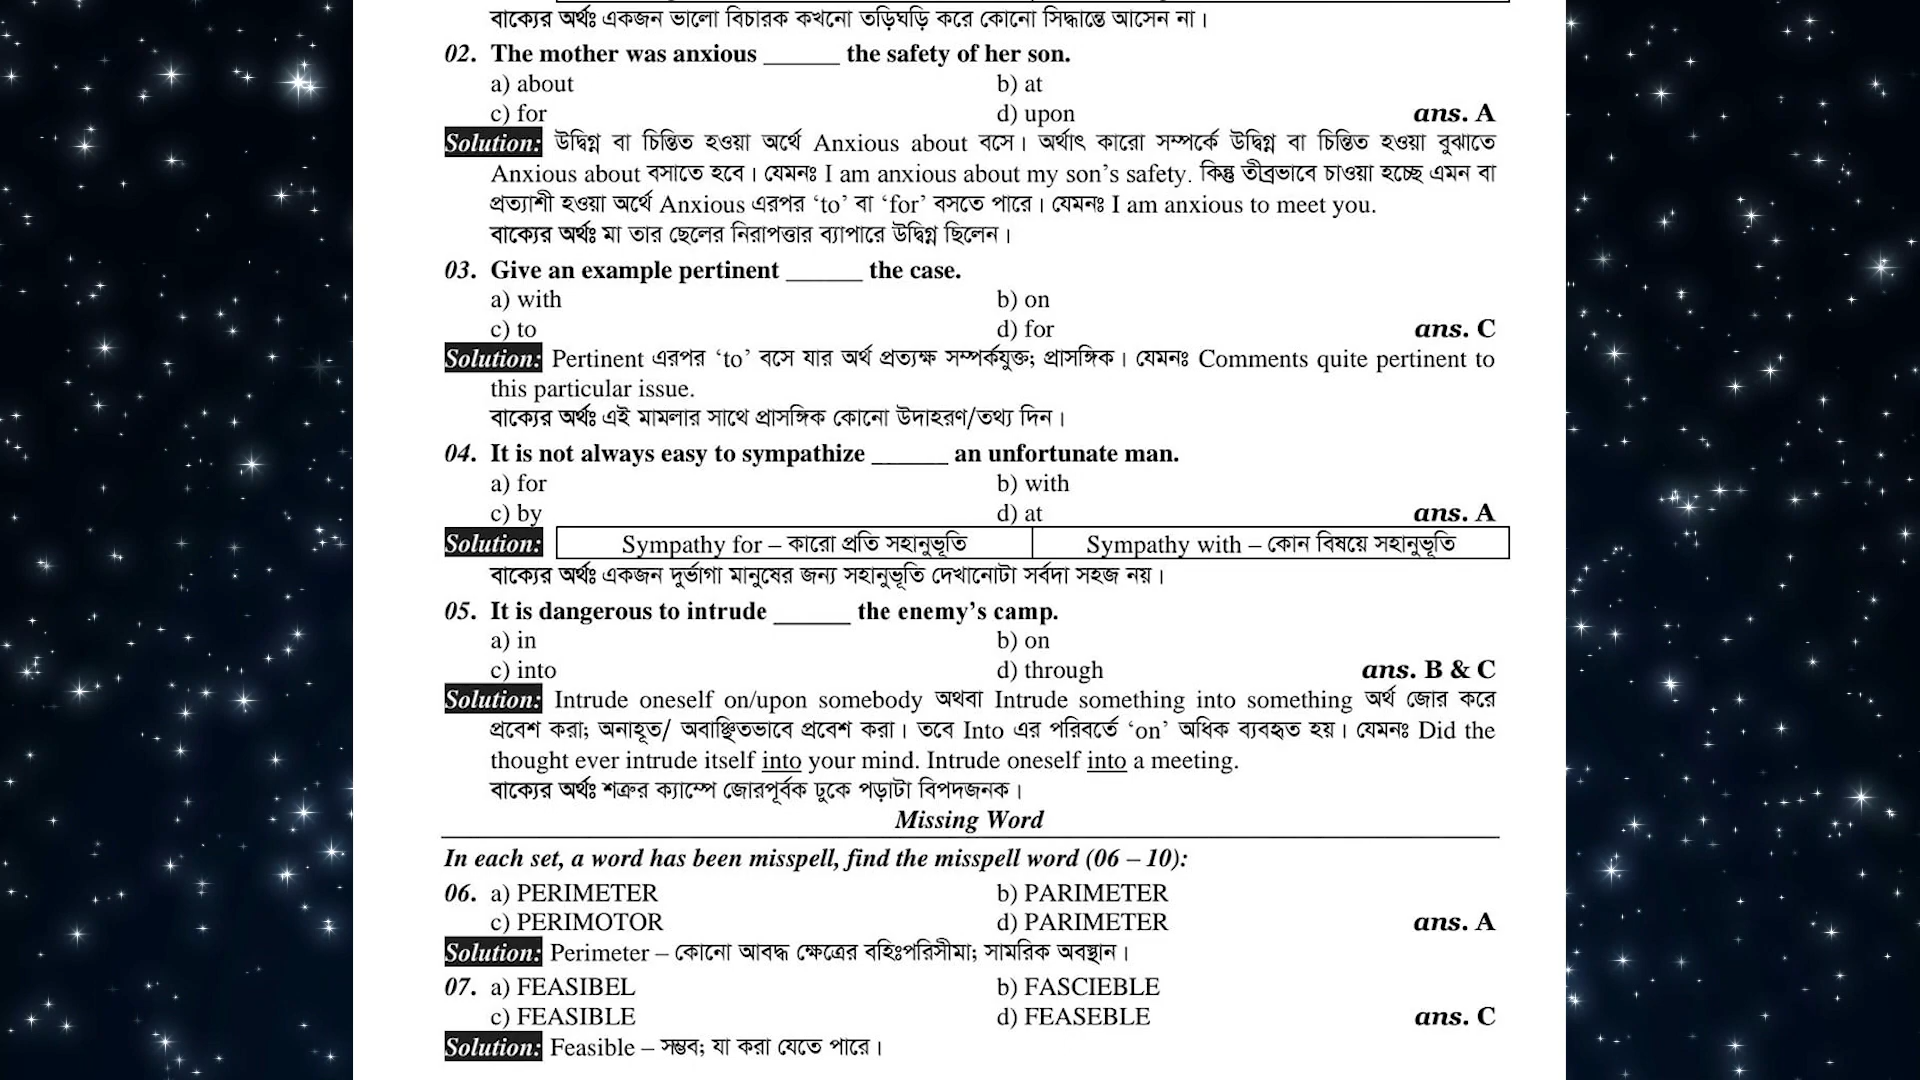 বাক্যের অর্থঃ একজন ভালো বিচারক কখনো তড়িঘড়ি করে কোনো সিদ্ধান্তে আসেন না।
02. The mother was anxious ______ the safety of her son.
a) about b) at
c) for d) upon ans. A
Solution: উদ্বিগ্ন বা চিন্তিত হওয়া অর্থে Anxious about বসে। অর্থাৎ কারো সম্পর্কে উদ্বিগ্ন বা চিন্তিত হওয়া বুঝাতে
Anxious about বসাতে হবে। যেমনঃ I am anxious about my son’s safety. কিন্তু তীব্রভাবে চাওয়া হচ্ছে এমন বা
প্রত্যাশী হওয়া অর্থে Anxious এরপর ‘to’ বা ‘for’ বসতে পারে। যেমনঃ I am anxious to meet you.
বাক্যের অর্থঃ মা তার ছেলের নিরাপত্তার ব্যাপারে উদ্বিগ্ন ছিলেন।
03. Give an example pertinent ______ the case.
a) with b) on
c) to d) for ans. C
Solution: Pertinent এরপর ‘to’ বসে যার অর্থ প্রত্যক্ষ সম্পর্কযুক্ত; প্রাসঙ্গিক। যেমনঃ Comments quite pertinent to
this particular issue.
বাক্যের অর্থঃ এই মামলার সাথে প্রাসঙ্গিক কোনো উদাহরণ/তথ্য দিন।
04. It is not always easy to sympathize ______ an unfortunate man.
a) for b) with
c) by d) at ans. A
Solution: Sympathy for – কারো প্রতি সহানুভূতি Sympathy with – কোন বিষয়ে সহানুভূতি
বাক্যের অর্থঃ একজন দুর্ভাগা মানুষের জন্য সহানুভূতি দেখানোটা সর্বদা সহজ নয়।
05. It is dangerous to intrude ______ the enemy’s camp.
a) in b) on
c) into d) through ans. B & C
Solution: Intrude oneself on/upon somebody অথবা Intrude something into something অর্থ জোর করে
প্রবেশ করা; অনাহূত/ অবাঞ্ছিতভাবে প্রবেশ করা। তবে Into এর পরিবর্তে ‘on’ অধিক ব্যবহৃত হয়। যেমনঃ Did the
thought ever intrude itself into your mind. Intrude oneself into a meeting.
বাক্যের অর্থঃ শত্রুর ক্যাম্পে জোরপূর্বক ঢুকে পড়াটা বিপদজনক।
Missing Word
In each set, a word has been misspell, find the misspell word (06 – 10):
06. a) PERIMETER b) PARIMETER
c) PERIMOTOR d) PARIMETER ans. A
Solution: Perimeter – কোনো আবদ্ধ ক্ষেত্রের বহিঃপরিসীমা; সামরিক অবস্থান।
07. a) FEASIBEL b) FASCIEBLE
c) FEASIBLE d) FEASEBLE ans. C
Solution: Feasible – সম্ভব; যা করা যেতে পারে।